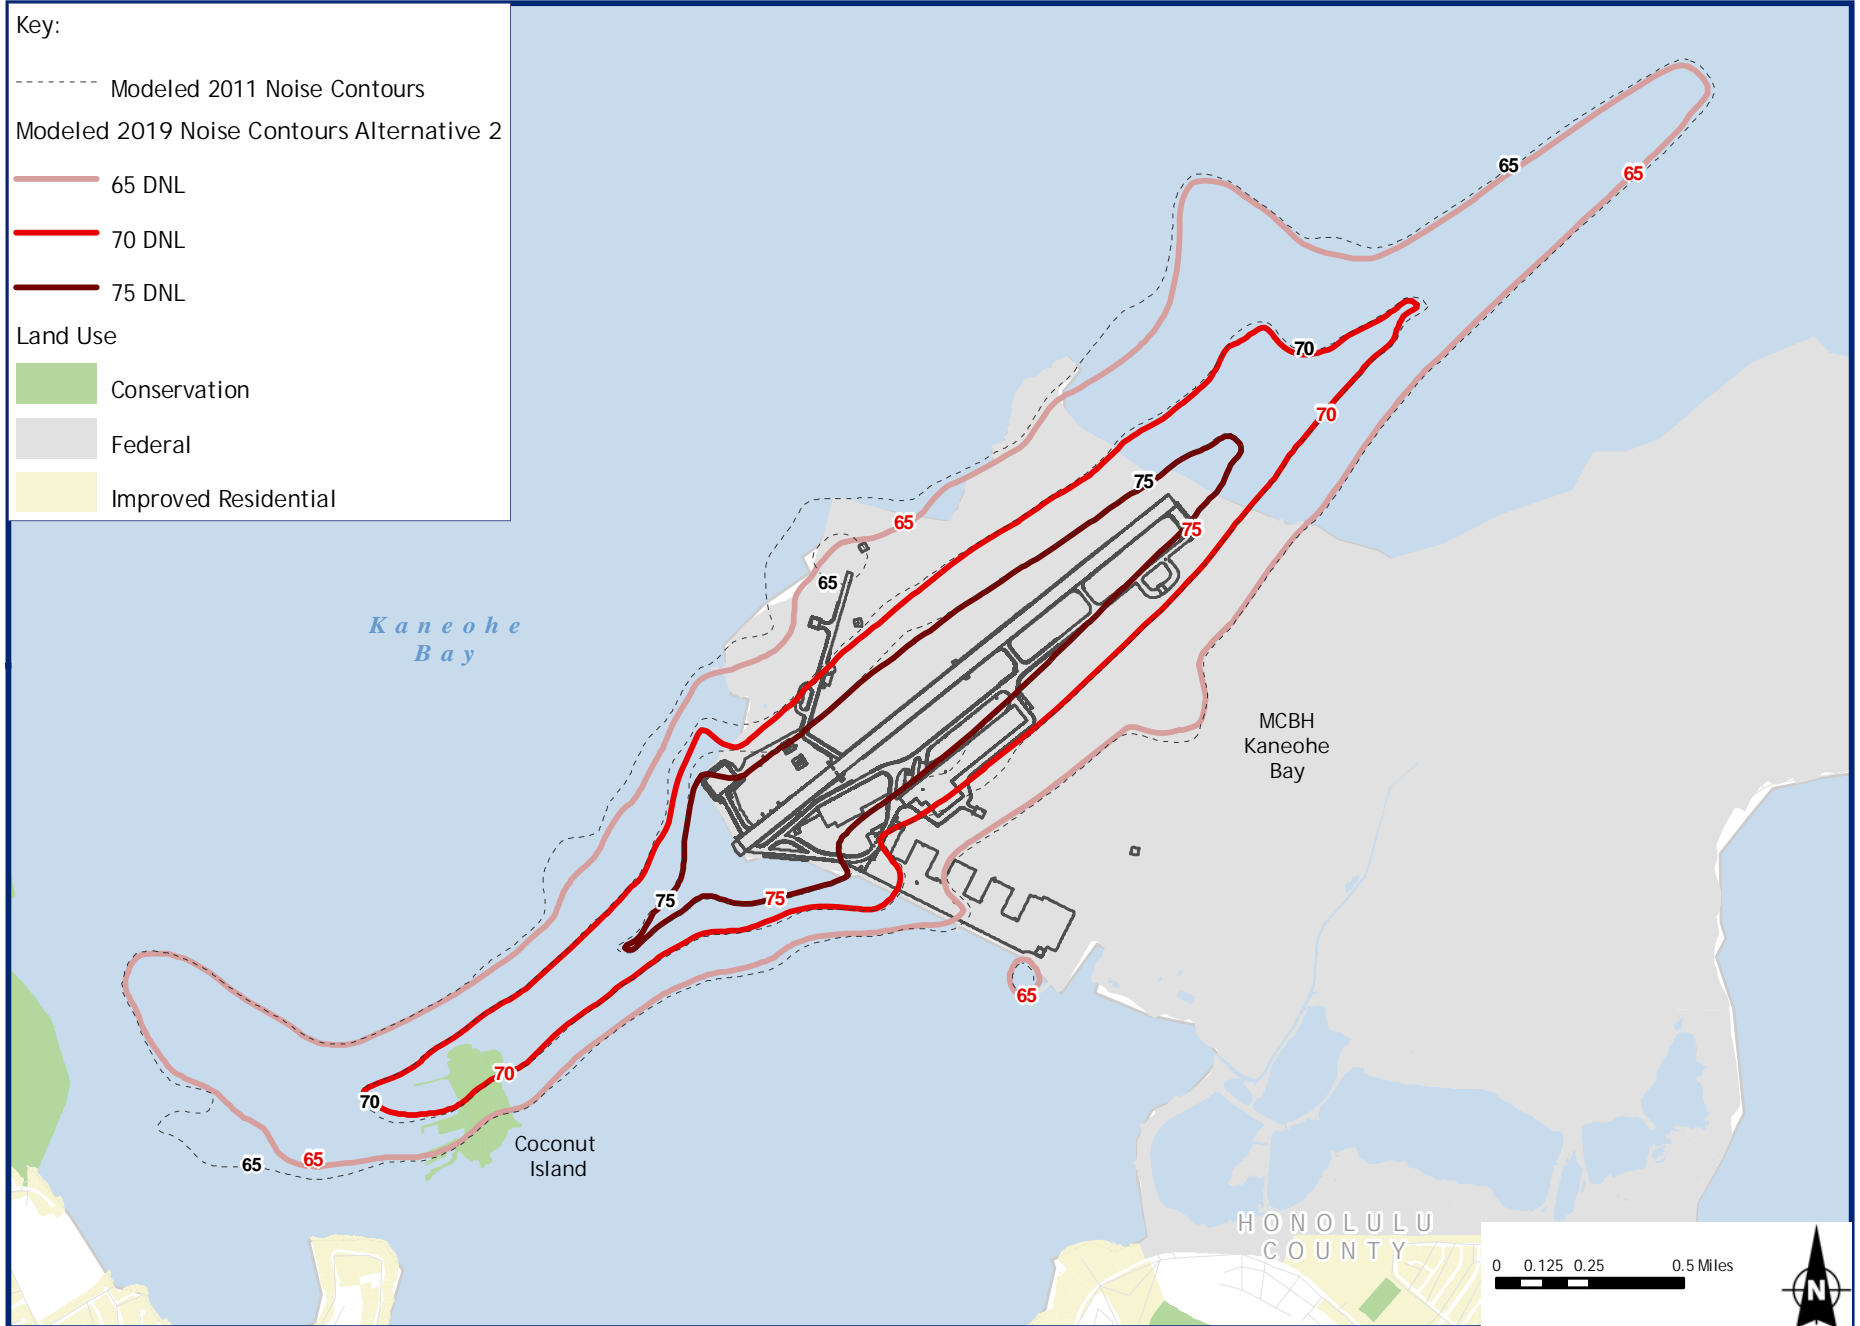 Key:
Modeled 2011 Noise Contours
Modeled 2019 Noise Contours Alternative 2
65 DNL
70 DNL
75 DNL
Land Use
Conservation
Federal
Improved Residential
65
65
70
70
75
75
65
65
Kaneohe
Bay
MCBH
Kaneohe
Bay
75
75
65
70
70
65
65
Coconut
Island
HONOLULU
COUNTY
0 0.125 0.25 0.5 Miles
N